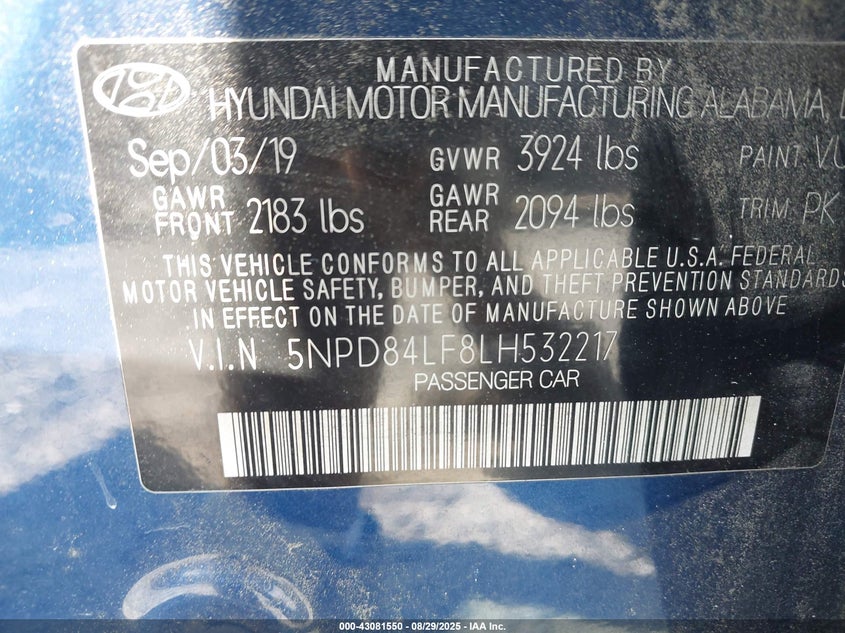 MANUFACTURED BY
HYUNDAI MOTOR MANUFACTURING ALABAMA,
Sep/03/19 GVWR 3924 lbs PAINT VU
GAWR FRONT 2183 lbs GAWR REAR 2094 lbs TRIM PK
THIS VEHICLE CONFORMS TO ALL APPLICABLE U.S.A. FEDERAL
MOTOR VEHICLE SAFETY, BUMPER, AND THEFT PREVENTION STANDARDS
IN EFFECT ON THE DATE OF MANUFACTURE SHOWN ABOVE
V.I.N 5NPD84LF8LH532217
PASSENGER CAR
000-43081550 - 08/29/2025 - IAA Inc.